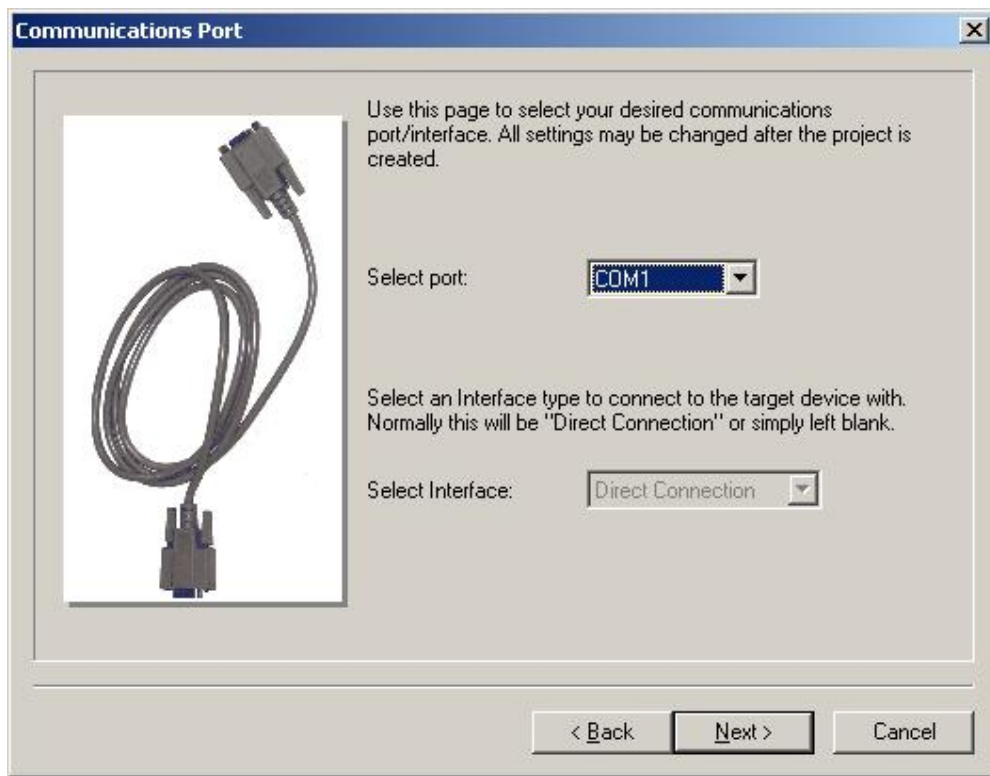 Communications Port
Use this page to select your desired communications
port/interface. All settings may be changed after the project is
created.
Select port:
COM1
Select an Interface type to connect to the target device with.
Normally this will be "Direct Connection" or simply left blank.
Select Interface:
Direct Connection
< Back
Next >
Cancel